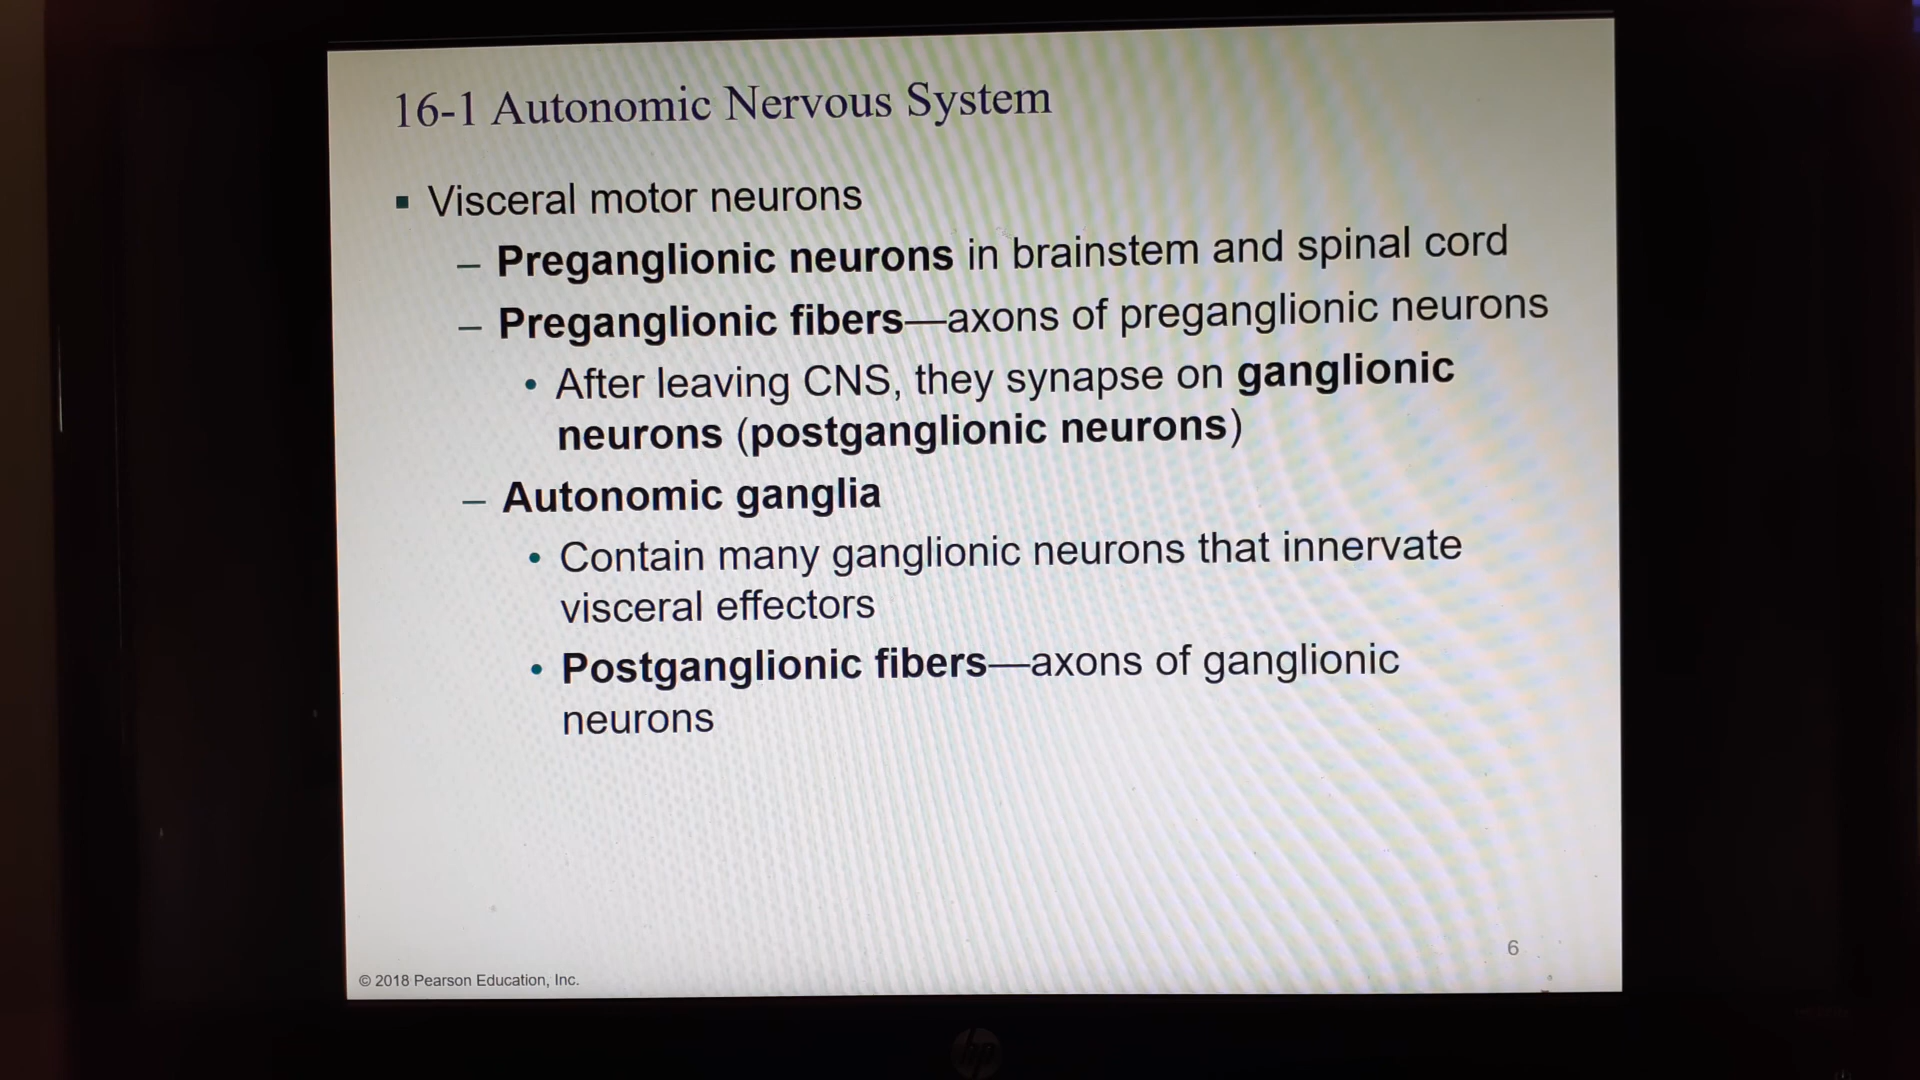 16-1 Autonomic Nervous System
▪ Visceral motor neurons
– Preganglionic neurons in brainstem and spinal cord
– Preganglionic fibers—axons of preganglionic neurons
• After leaving CNS, they synapse on ganglionic
neurons (postganglionic neurons)
– Autonomic ganglia
• Contain many ganglionic neurons that innervate
visceral effectors
• Postganglionic fibers—axons of ganglionic
neurons
6
© 2018 Pearson Education, Inc.
hp